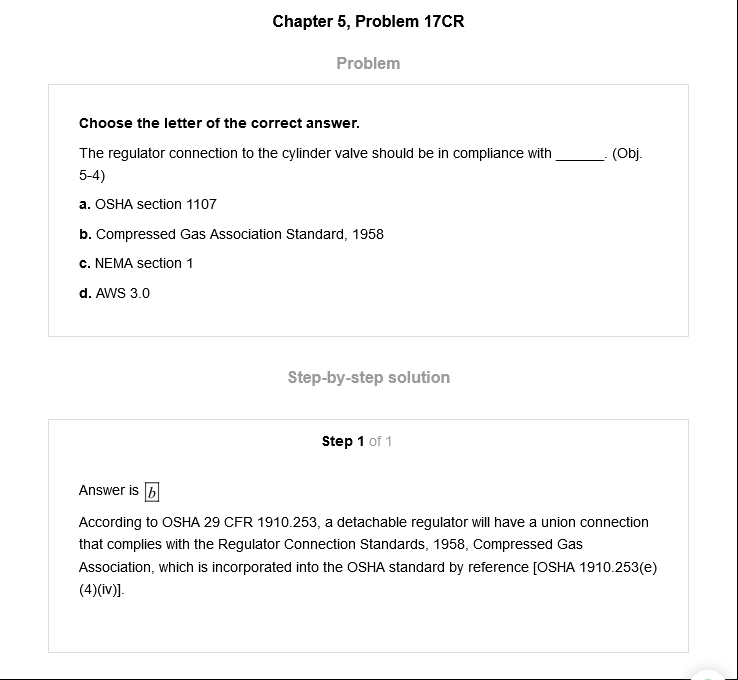 Chapter 5, Problem 17CR
Problem
Choose the letter of the correct answer.
The regulator connection to the cylinder valve should be in compliance with ______. (Obj.
5-4)
a. OSHA section 1107
b. Compressed Gas Association Standard, 1958
c. NEMA section 1
d. AWS 3.0
Step-by-step solution
Step 1 of 1
Answer is b
According to OSHA 29 CFR 1910.253, a detachable regulator will have a union connection
that complies with the Regulator Connection Standards, 1958, Compressed Gas
Association, which is incorporated into the OSHA standard by reference [OSHA 1910.253(e)
(4)(iv)].